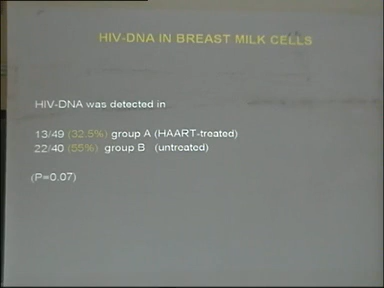 HIV-DNA IN BREAST MILK CELLS
HIV-DNA was detected in
13/49 (32.5%) group A (HAART-treated)
22/40 (55%) group B (untreated)
(P=0.07)